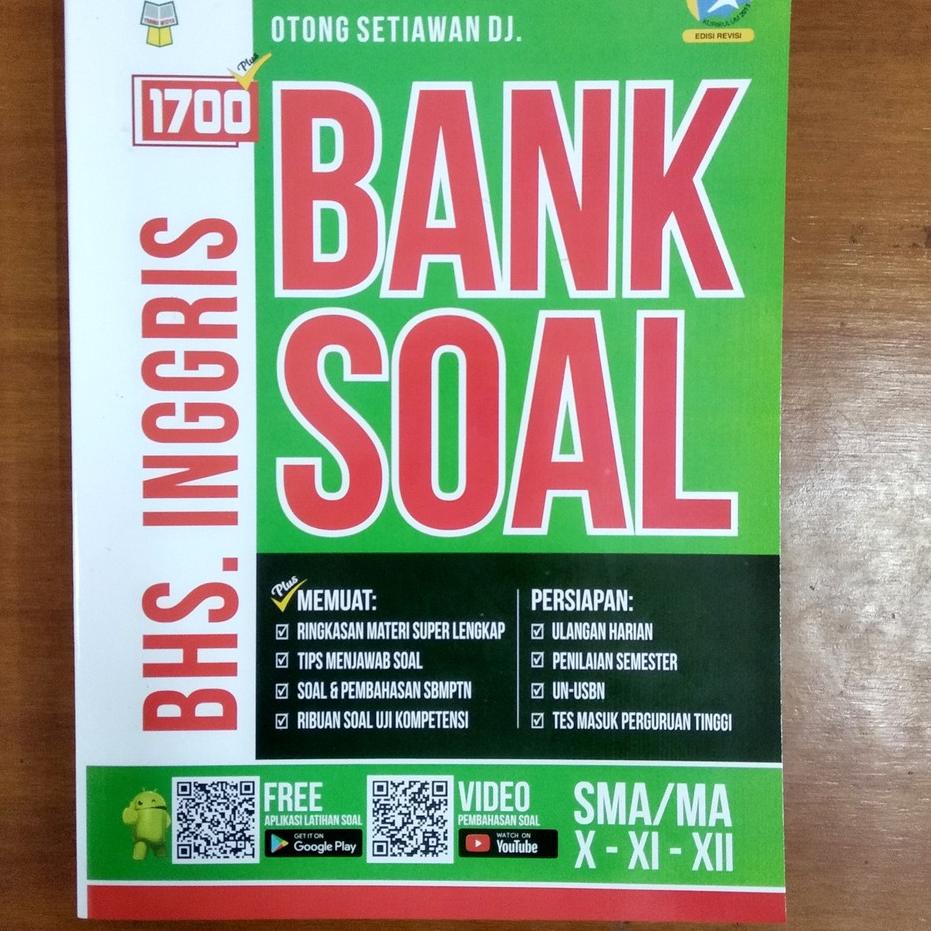 OTONG SETIAWAN DJ.
KURIKULUM 2013
EDISI REVISI
Plus
1700
BANK
SOAL
BHS. INGGRIS
Plus
MEMUAT:
RINGKASAN MATERI SUPER LENGKAP
TIPS MENJAWAB SOAL
SOAL & PEMBAHASAN SBMPTN
RIBUAN SOAL UJI KOMPETENSI
PERSIAPAN:
ULANGAN HARIAN
PENILAIAN SEMESTER
UN-USBN
TES MASUK PERGURUAN TINGGI
FREE
APLIKASI LATIHAN SOAL
GET IT ON
Google Play
VIDEO
PEMBAHASAN SOAL
WATCH ON
YouTube
SMA/MA
X - XI - XII